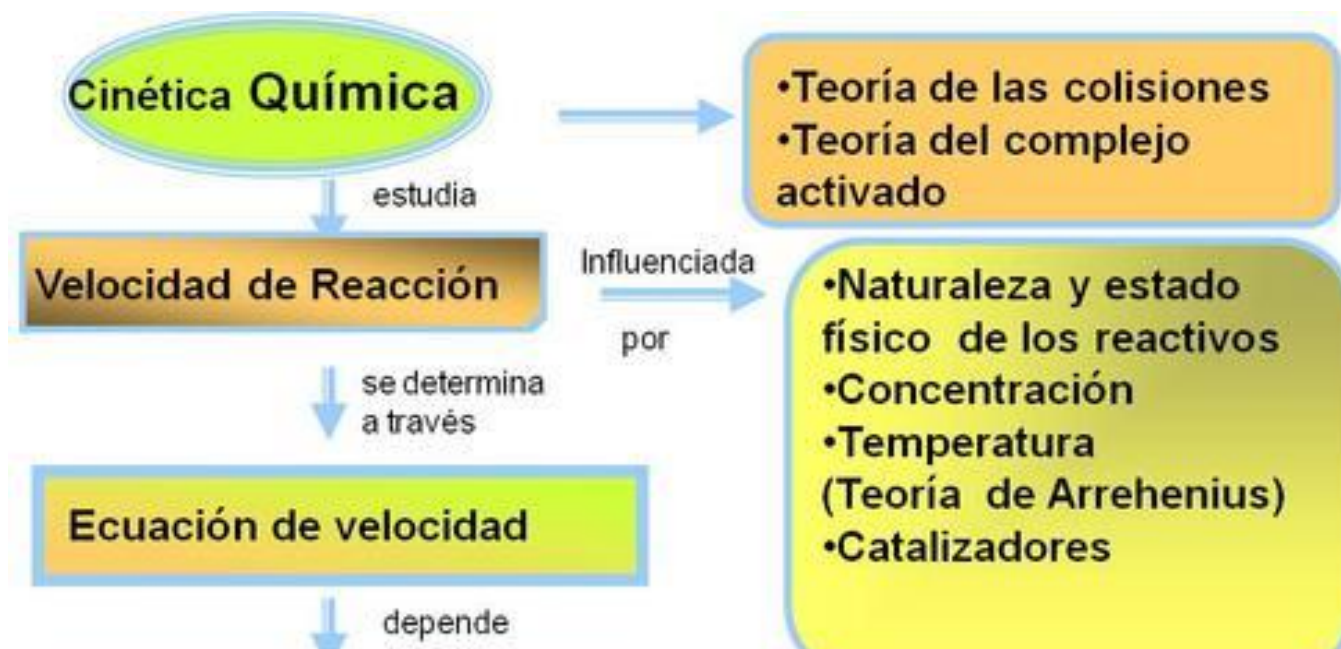 Cinética Química
•Teoría de las colisiones
•Teoría del complejo
activado
estudia
Velocidad de Reacción
Influenciada
por
•Naturaleza y estado
físico de los reactivos
•Concentración
•Temperatura
(Teoría de Arrehenius)
•Catalizadores
se determina
a través
Ecuación de velocidad
depende